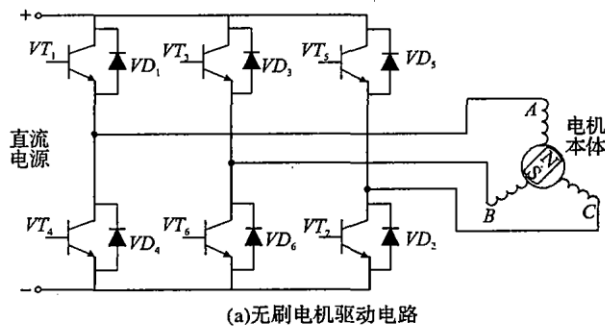 +
VT₁
VD₁
VT₃
VD₃
VT₅
VD₅
直流
电源
A
电机
本体
N
S
B
C
VT₄
VD₄
VT₆
VD₆
VT₂
VD₂
−
(a)无刷电机驱动电路